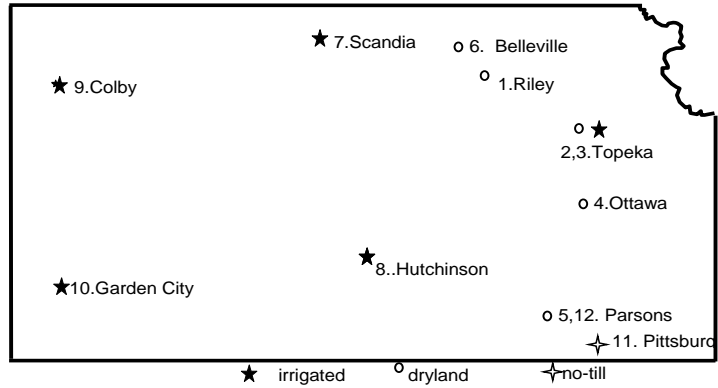 7.Scandia
6. Belleville
9.Colby
1.Riley
2,3.Topeka
4.Ottawa
8..Hutchinson
10.Garden City
5,12. Parsons
11. Pittsburg
irrigated
dryland
no-till